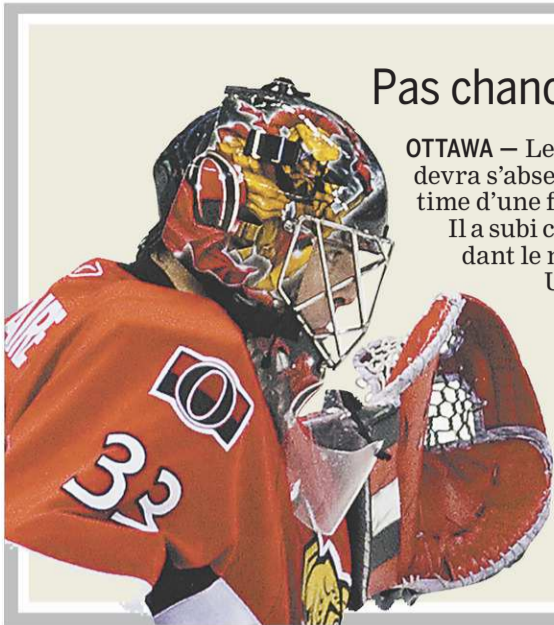 Pas chanc
OTTAWA — Le
devra s'abse
time d'une f
Il a subi c
dant le r
U
O
33